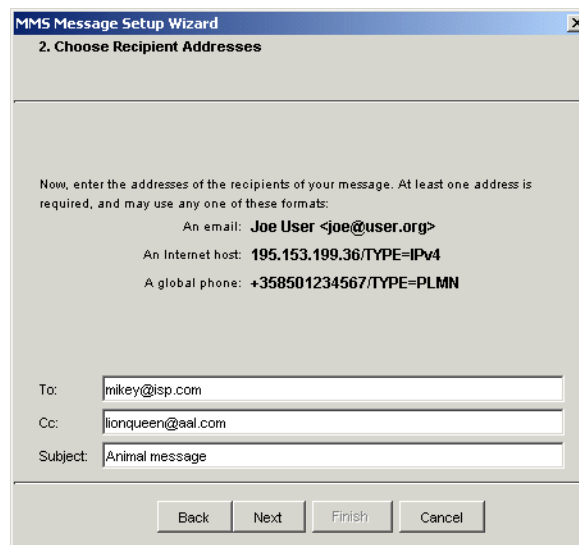 MMS Message Setup Wizard
2. Choose Recipient Addresses
Now, enter the addresses of the recipients of your message. At least one address is
required, and may use any one of these formats:
An email: Joe User <joe@user.org>
An Internet host: 195.153.199.36/TYPE=IPv4
A global phone: +358501234567/TYPE=PLMN
To: mikey@isp.com
Cc: lionqueen@aal.com
Subject: Animal message
Back Next Finish Cancel